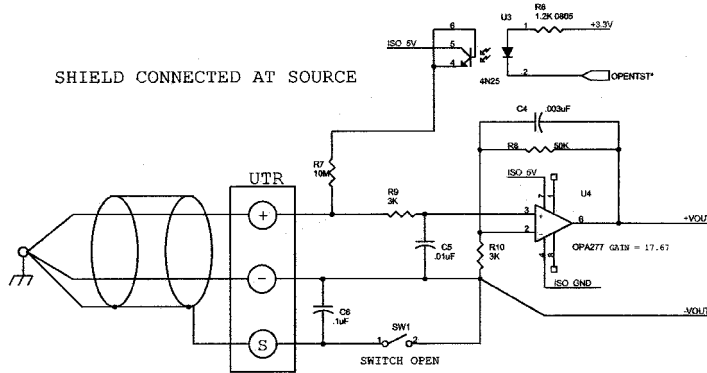 R6
1.2K 0805
U3
+3.3V
6
1
ISO 5V
5
4
2
4N25
OPENTST*
SHIELD CONNECTED AT SOURCE
C4
.003uF
R8
50K
R7
10M
UTR
ISO 5V
U4
R9
3K
7
1
+
3
+
6
+VOUT
2
-
OPA277 GAIN = 17.67
C5
.01uF
R10
3K
4
8
−
ISO GND
C6
.1uF
-VOUT
SW1
S
1
2
SWITCH OPEN